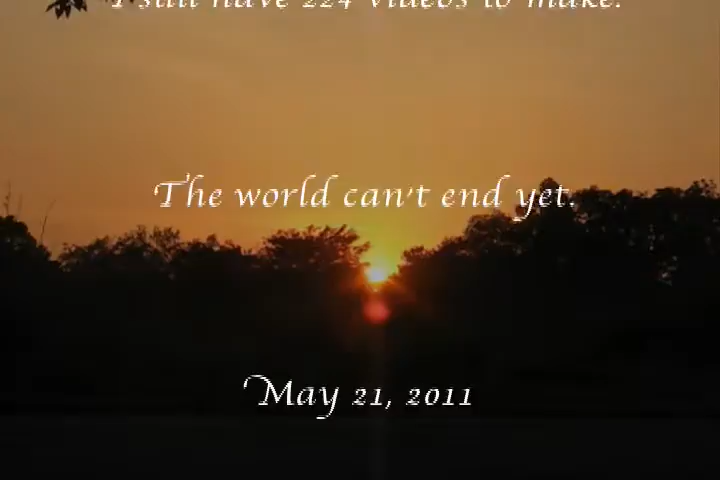 I still have 224 videos to make.
The world can't end yet.
May 21, 2011